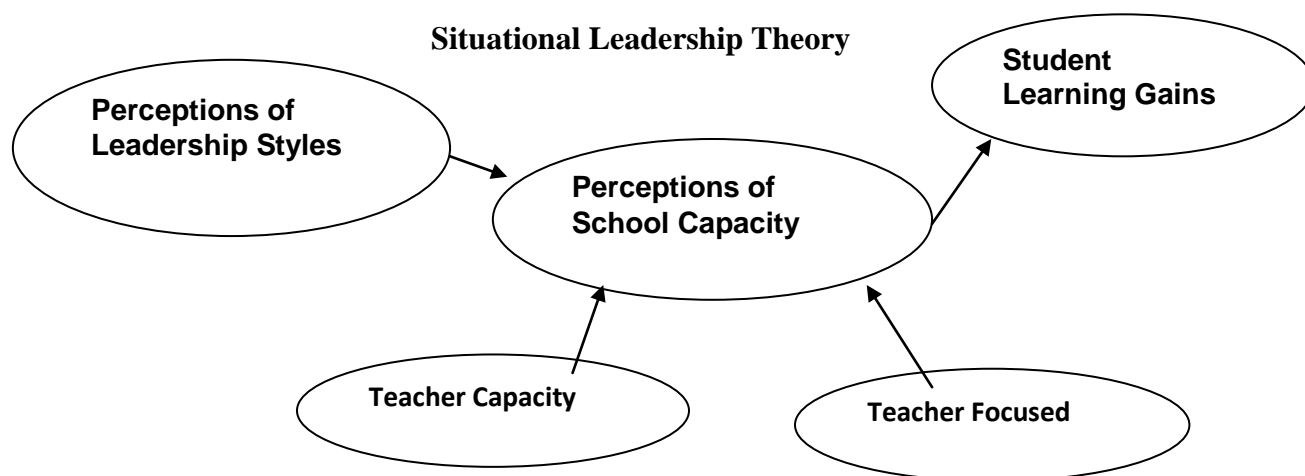 Situational Leadership Theory
Student
Learning Gains
Perceptions of
Leadership Styles
Perceptions of
School Capacity
Teacher Capacity
Teacher Focused